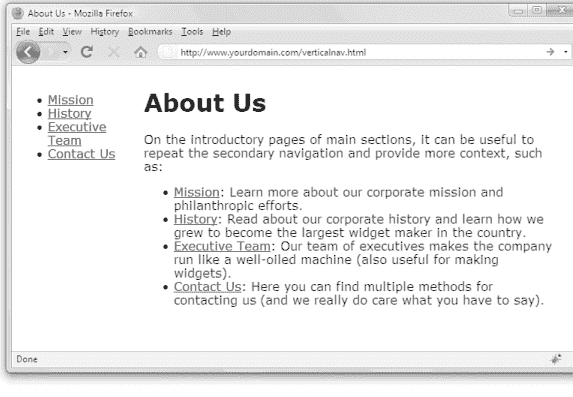 About Us - Mozilla Firefox
File Edit View History Bookmarks Tools Help
http://www.yourdomain.com/verticalnav.html
Mission
History
Executive
Team
Contact Us
About Us
On the introductory pages of main sections, it can be useful to
repeat the secondary navigation and provide more context, such
as:
Mission: Learn more about our corporate mission and
philanthropic efforts.
History: Read about our corporate history and learn how we
grew to become the largest widget maker in the country.
Executive Team: Our team of executives makes the company
run like a well-oiled machine (also useful for making
widgets).
Contact Us: Here you can find multiple methods for
contacting us (and we really do care what you have to say).
Done